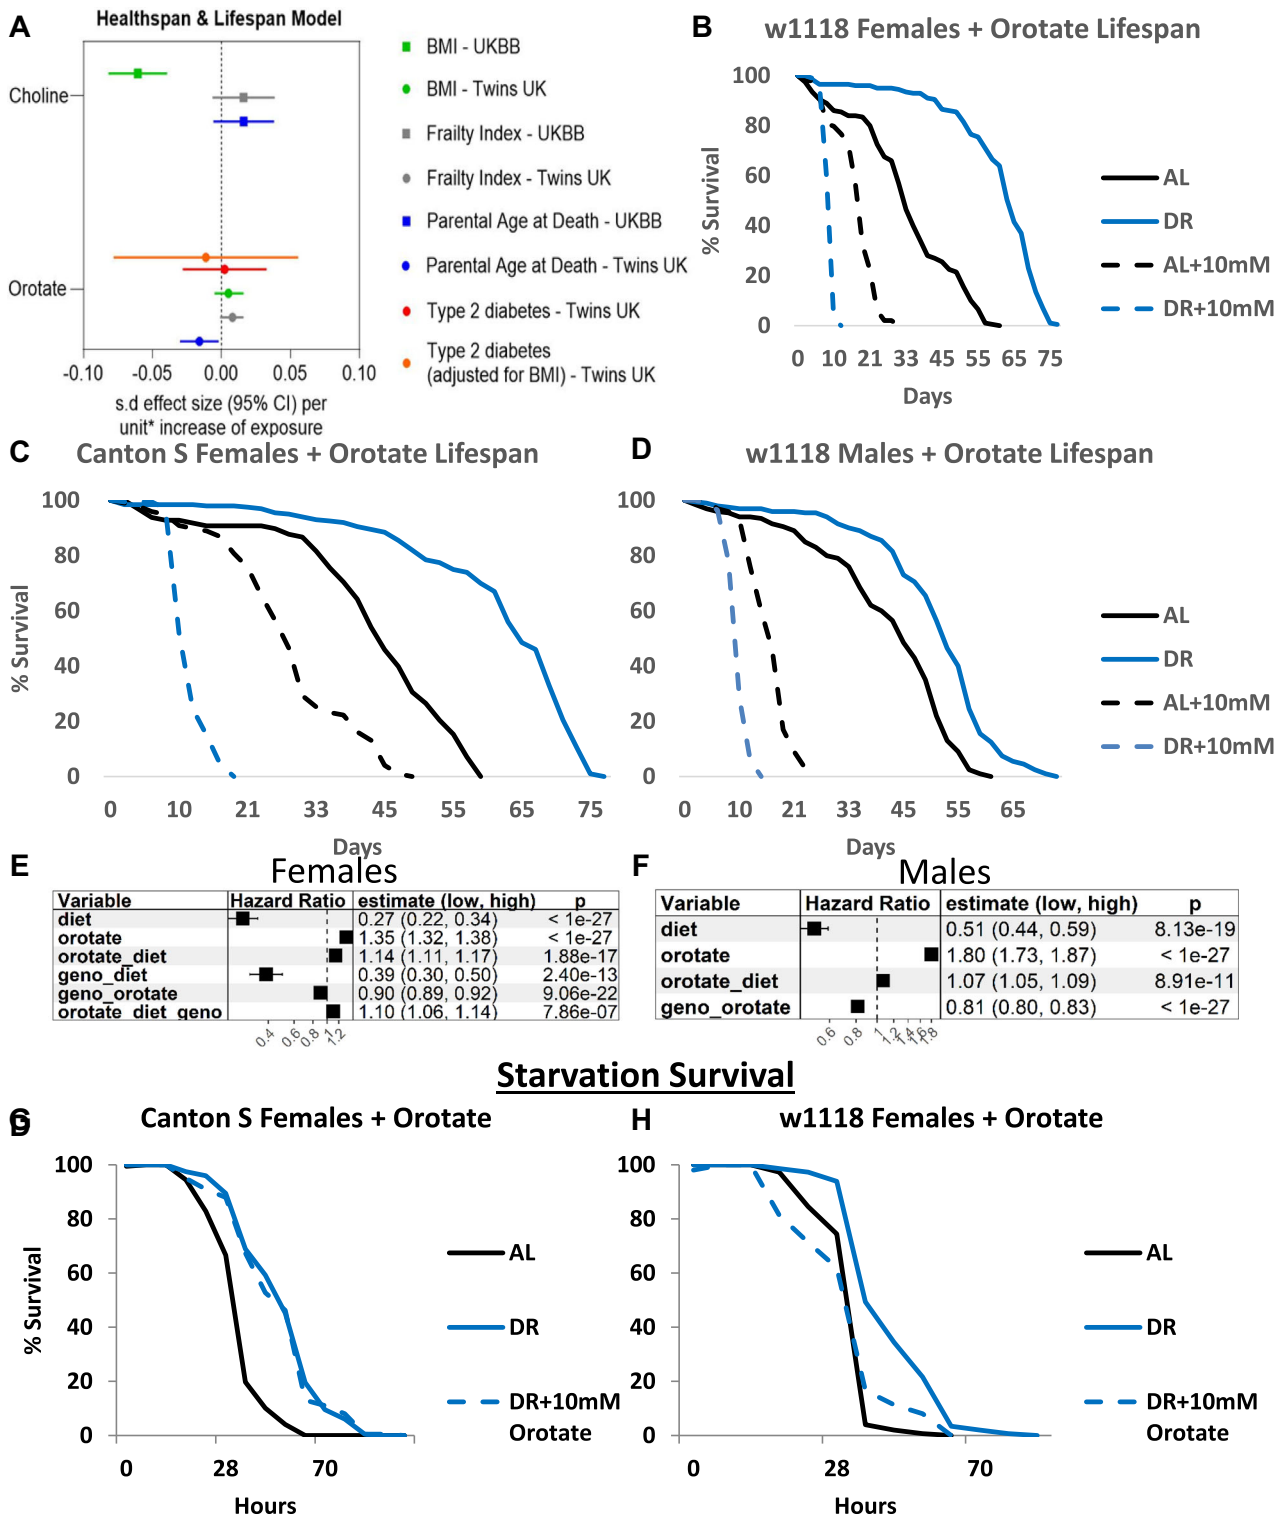 A
Healthspan & Lifespan Model
Choline
Orotate
-0.10 -0.05 0.00 0.05 0.10
s.d effect size (95% CI) per
unit* increase of exposure
BMI - UKBB
BMI - Twins UK
Frailty Index - UKBB
Frailty Index - Twins UK
Parental Age at Death - UKBB
Parental Age at Death - Twins UK
Type 2 diabetes - Twins UK
Type 2 diabetes
(adjusted for BMI) - Twins UK
B
w1118 Females + Orotate Lifespan
% Survival
100
80
60
40
20
0
0 10 21 33 45 55 65 75
Days
AL
DR
AL+10mM
DR+10mM
C
Canton S Females + Orotate Lifespan
% Survival
100
80
60
40
20
0
0 10 21 33 45 55 65 75
Days
D
w1118 Males + Orotate Lifespan
100
80
60
40
20
0
0 10 21 33 45 55 65
Days
AL
DR
AL+10mM
DR+10mM
E
Females
Variable Hazard Ratio estimate (low, high) p
diet 0.27 (0.22, 0.34) < 1e-27
orotate 1.35 (1.32, 1.38) < 1e-27
orotate_diet 1.14 (1.11, 1.17) 1.88e-17
geno_diet 0.39 (0.30, 0.50) 2.40e-13
geno_orotate 0.90 (0.89, 0.92) 9.06e-22
orotate_diet_geno 1.10 (1.06, 1.14) 7.86e-07
0.4 0.6 0.8 1 1.2
F
Males
Variable Hazard Ratio estimate (low, high) p
diet 0.51 (0.44, 0.59) 8.13e-19
orotate 1.80 (1.73, 1.87) < 1e-27
orotate_diet 1.07 (1.05, 1.09) 8.91e-11
geno_orotate 0.81 (0.80, 0.83) < 1e-27
0.6 0.8 1 1.2 1.4 1.6 1.8
Starvation Survival
G
Canton S Females + Orotate
% Survival
100
80
60
40
20
0
0 28 70
Hours
AL
DR
DR+10mM
Orotate
H
w1118 Females + Orotate
100
80
60
40
20
0
0 28 70
Hours
AL
DR
DR+10mM
Orotate